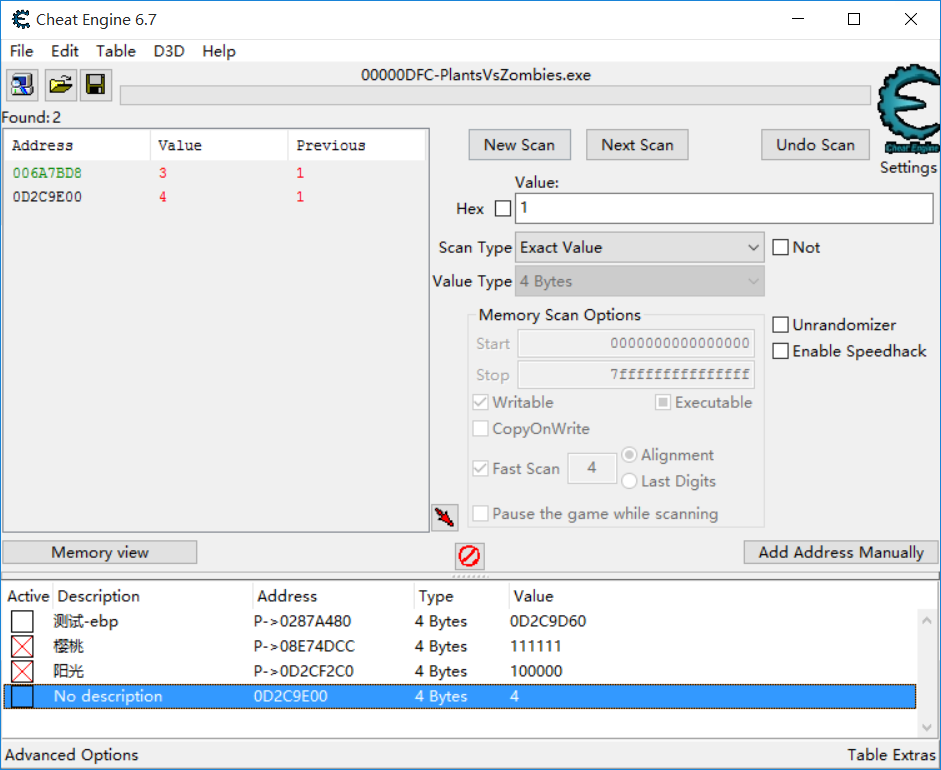 Cheat Engine 6.7
File Edit Table D3D Help
00000DFC-PlantsVsZombies.exe
Found: 2
Address Value Previous
006A7BD8 3 1
0D2C9E00 4 1
New Scan Next Scan Undo Scan
Cheat Engine
Settings
Value:
Hex 1
Scan Type Exact Value Not
Value Type 4 Bytes
Memory Scan Options
Start 0000000000000000
Stop 7fffffffffffffff
Writable Executable
CopyOnWrite
Fast Scan 4 Alignment
Last Digits
Pause the game while scanning
Unrandomizer
Enable Speedhack
Memory view Add Address Manually
Active Description Address Type Value
测试-ebp P->0287A480 4 Bytes 0D2C9D60
樱桃 P->08E74DCC 4 Bytes 111111
阳光 P->0D2CF2C0 4 Bytes 100000
No description 0D2C9E00 4 Bytes 4
Advanced Options Table Extras